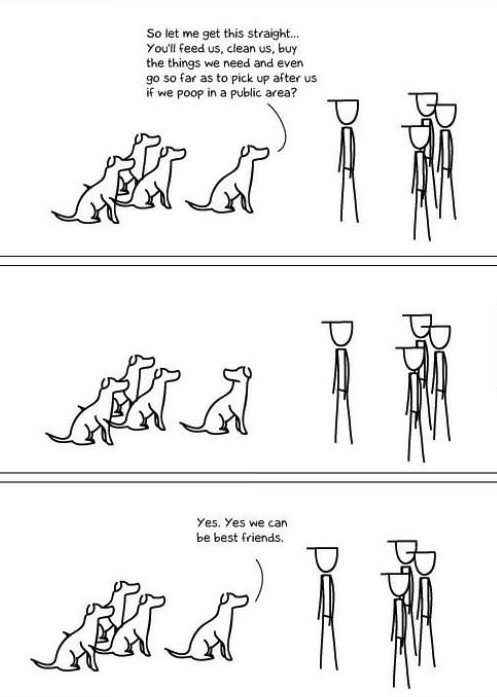 So let me get this straight...
You'll feed us, clean us, buy
the things we need and even
go so far as to pick up after us
if we poop in a public area?
Yes. Yes we can
be best friends.